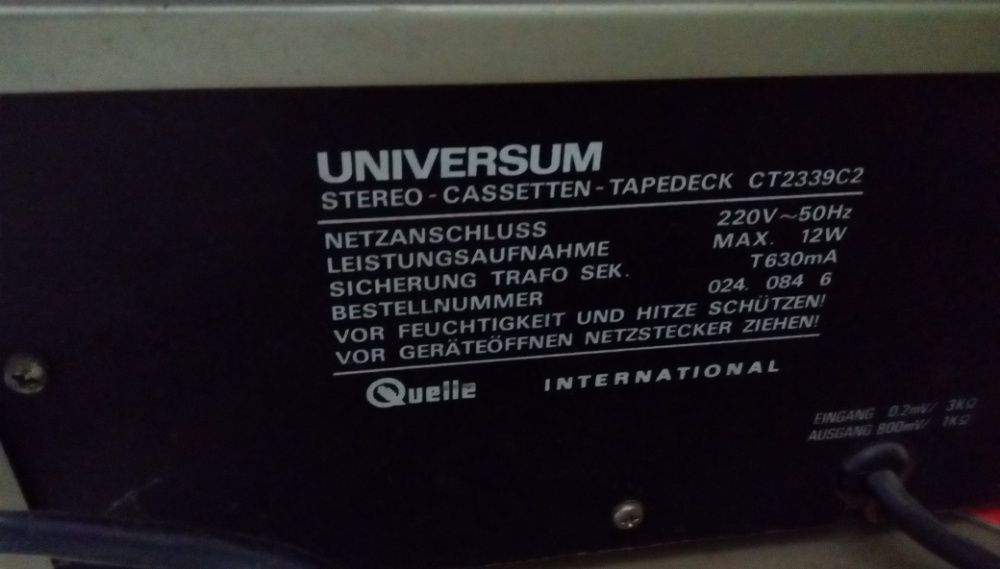 UNIVERSUM
STEREO-CASSETTEN-TAPEDECK CT2339C2
NETZANSCHLUSS 220V~50Hz
LEISTUNGSAUFNAHME MAX. 12W
SICHERUNG TRAFO SEK. T630mA
BESTELLNUMMER 024. 084 6
VOR FEUCHTIGKEIT UND HITZE SCHÜTZEN!
VOR GERÄTEÖFFNEN NETZSTECKER ZIEHEN!
Quelle INTERNATIONAL
EINGANG 0.2mV/ 3KΩ
AUSGANG 800mV/ 1KΩ